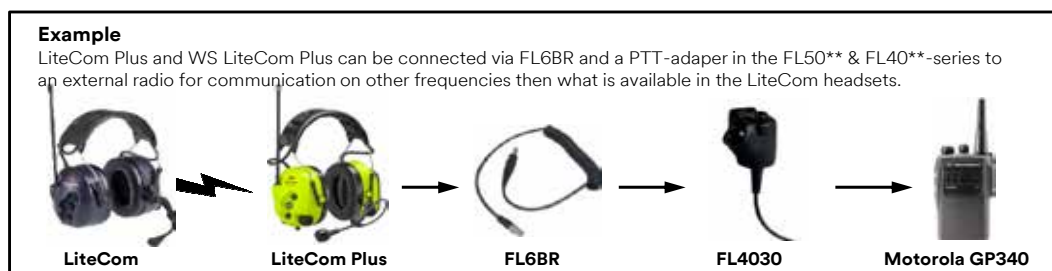 Example
LiteCom Plus and WS LiteCom Plus can be connected via FL6BR and a PTT-adaper in the FL50** & FL40**-series to
an external radio for communication on other frequencies then what is available in the LiteCom headsets.
LiteCom LiteCom Plus FL6BR FL4030 Motorola GP340